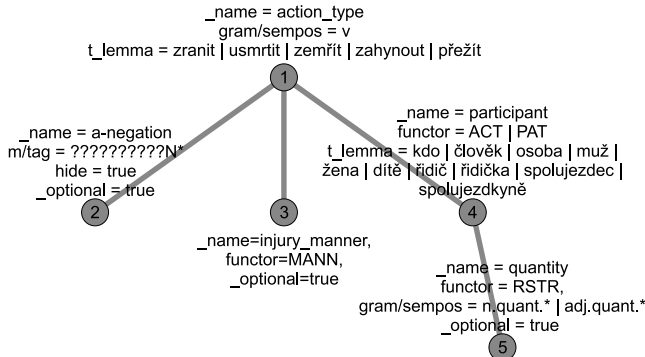 _name = action_type
gram/sempos = v
t_lemma = zranit | usmrtit | zemřít | zahynout | přežít
1
_name = a-negation
m/tag = ??????????N*
hide = true
_optional = true
2
3
_name=injury_manner,
functor=MANN,
_optional=true
_name = participant
functor = ACT | PAT
t_lemma = kdo | člověk | osoba | muž |
žena | dítě | řidič | řidička | spolujezdec |
spolujezdkyně
4
_name = quantity
functor = RSTR,
gram/sempos = n.quant.* | adj.quant.*
_optional = true
5